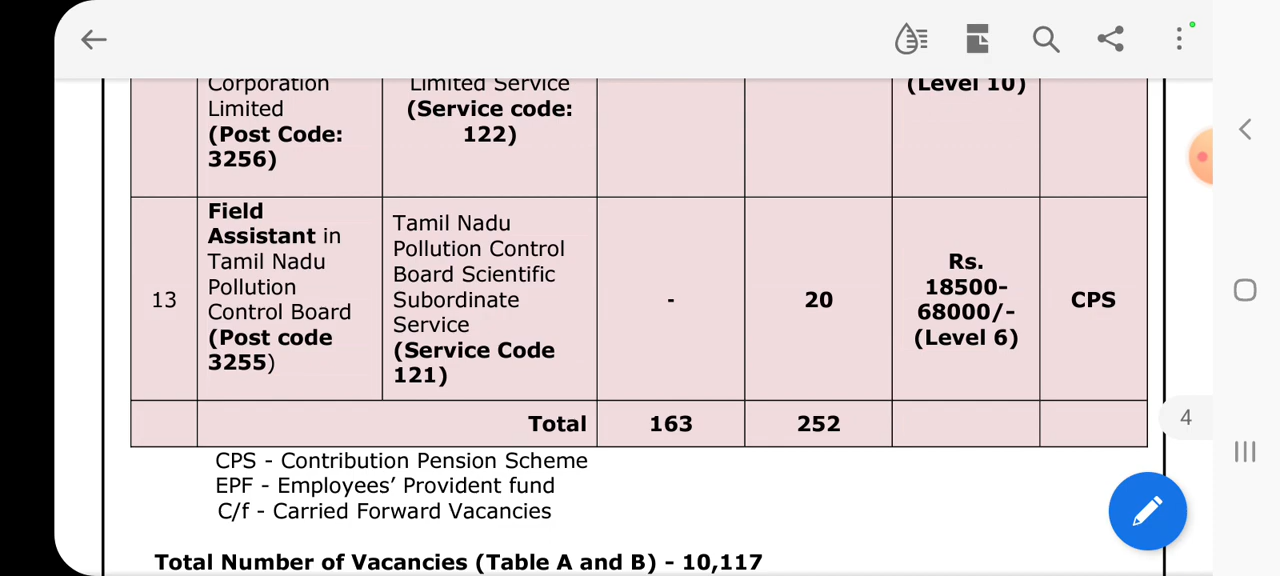 Corporation
Limited
(Post Code:
3256)
Limited Service
(Service code:
122)
(Level 10)
13
Field
Assistant in
Tamil Nadu
Pollution
Control Board
(Post code
3255)
Tamil Nadu
Pollution Control
Board Scientific
Subordinate
Service
(Service Code
121)
-
20
Rs.
18500-
68000/-
(Level 6)
CPS
Total
163
252
4
CPS - Contribution Pension Scheme
EPF - Employees’ Provident fund
C/f - Carried Forward Vacancies
Total Number of Vacancies (Table A and B) - 10,117